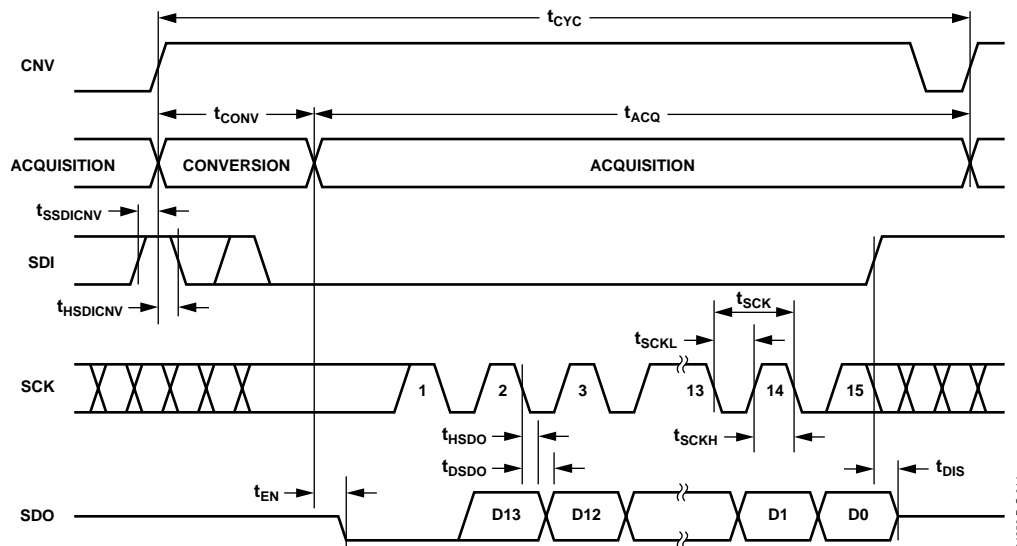 tCYC
CNV
tCONV
tACQ
ACQUISITION
CONVERSION
ACQUISITION
tSSDICNV
SDI
tHSDICNV
tSCK
tSCKL
SCK
1
2
3
13
14
15
tHSDO
tSCKH
tDSDO
tDIS
tEN
SDO
D13
D12
D1
D0